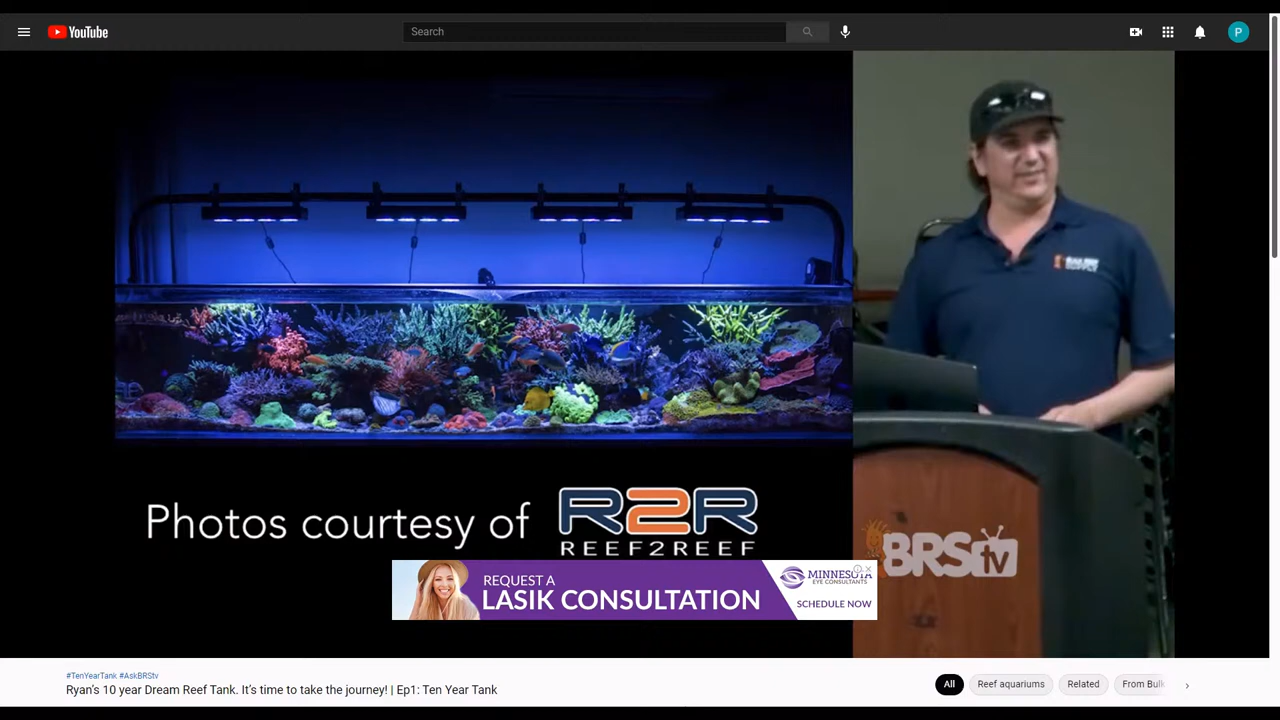 YouTube
Search
P
Photos courtesy of R2R
REEF2REEF
BRStv
REQUEST A
LASIK CONSULTATION
MINNESOTA
EYE CONSULTANTS
SCHEDULE NOW
#TenYearTank #AskBRStv
Ryan's 10 year Dream Reef Tank. It's time to take the journey! | Ep1: Ten Year Tank
All
Reef aquariums
Related
From Bulk